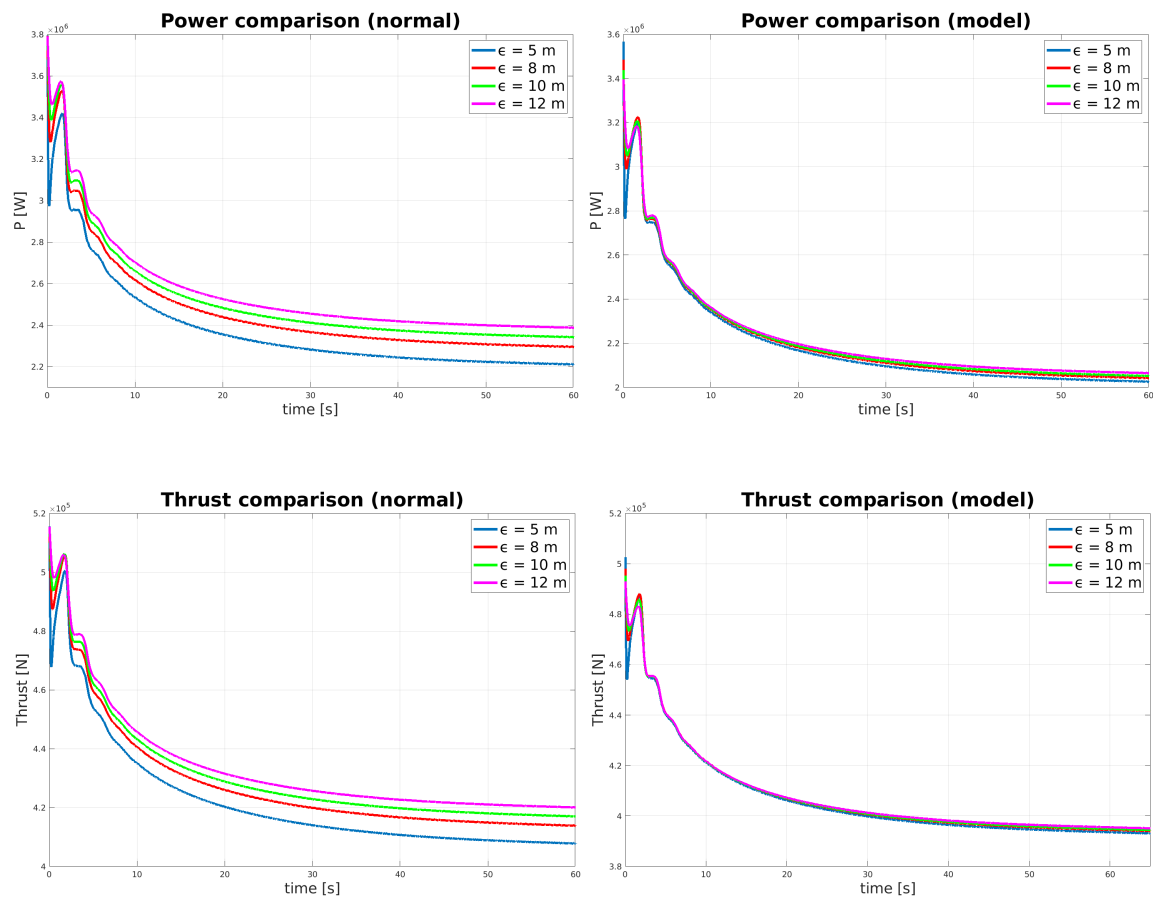 Power comparison (normal)
×10⁶
3.8
3.6
3.4
3.2
3
2.8
2.6
2.4
2.2
P [W]
0 10 20 30 40 50 60
time [s]
ϵ = 5 m
ϵ = 8 m
ϵ = 10 m
ϵ = 12 m
Power comparison (model)
×10⁶
3.6
3.4
3.2
3
2.8
2.6
2.4
2.2
2
P [W]
0 10 20 30 40 50 60
time [s]
ϵ = 5 m
ϵ = 8 m
ϵ = 10 m
ϵ = 12 m
Thrust comparison (normal)
×10⁵
5.2
5
4.8
4.6
4.4
4.2
4
Thrust [N]
0 10 20 30 40 50 60
time [s]
ϵ = 5 m
ϵ = 8 m
ϵ = 10 m
ϵ = 12 m
Thrust comparison (model)
×10⁵
5.2
5
4.8
4.6
4.4
4.2
4
3.8
Thrust [N]
0 10 20 30 40 50 60
time [s]
ϵ = 5 m
ϵ = 8 m
ϵ = 10 m
ϵ = 12 m